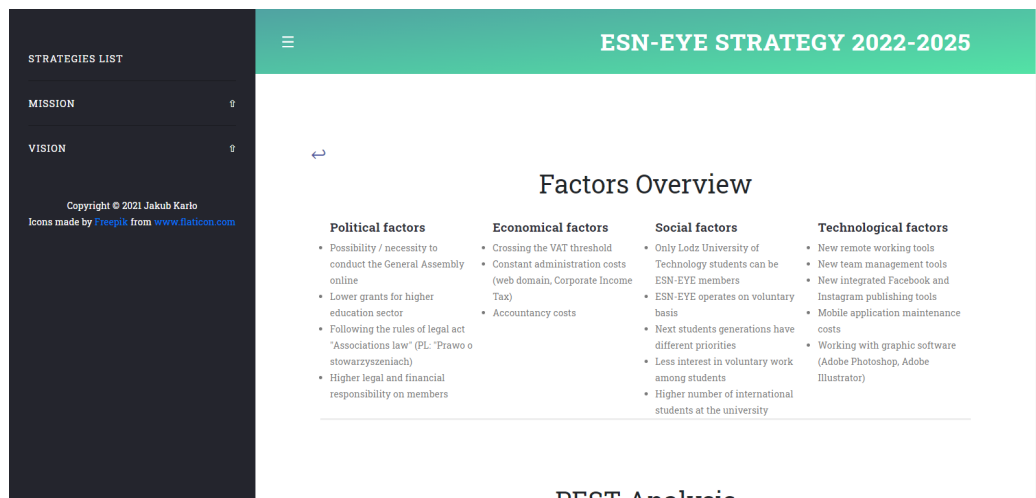 STRATEGIES LIST
MISSION ⇧
VISION ⇧
Copyright © 2021 Jakub Karło
Icons made by Freepik from www.flaticon.com
☰
ESN-EYE STRATEGY 2022-2025
↩
Factors Overview
Political factors
• Possibility / necessity to
conduct the General Assembly
online
• Lower grants for higher
education sector
• Following the rules of legal act
"Associations law" (PL: "Prawo o
stowarzyszeniach)
• Higher legal and financial
responsibility on members
Economical factors
• Crossing the VAT threshold
• Constant administration costs
(web domain, Corporate Income
Tax)
• Accountancy costs
Social factors
• Only Lodz University of
Technology students can be
ESN-EYE members
• ESN-EYE operates on voluntary
basis
• Next students generations have
different priorities
• Less interest in voluntary work
among students
• Higher number of international
students at the university
Technological factors
• New remote working tools
• New team management tools
• New integrated Facebook and
Instagram publishing tools
• Mobile application maintenance
costs
• Working with graphic software
(Adobe Photoshop, Adobe
Illustrator)
PEST Analysis